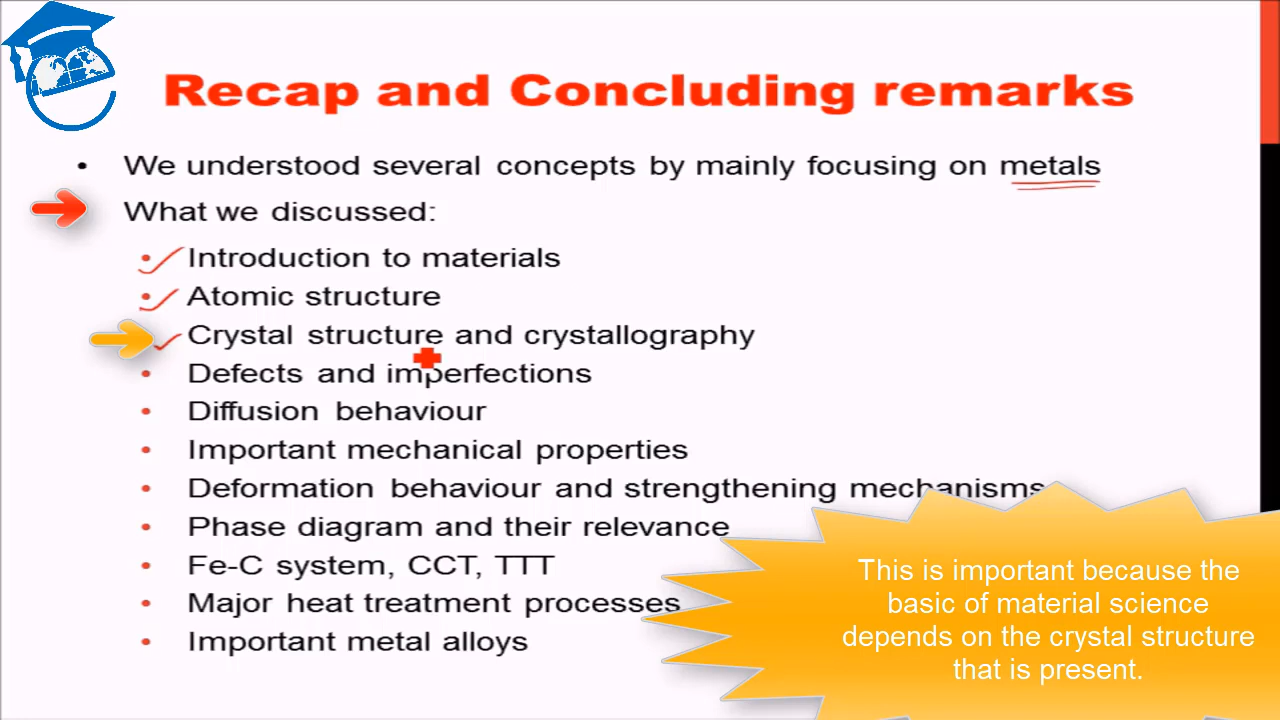 Recap and Concluding remarks
• We understood several concepts by mainly focusing on metals
What we discussed:
• Introduction to materials
• Atomic structure
Crystal structure and crystallography
• Defects and imperfections
• Diffusion behaviour
• Important mechanical properties
• Deformation behaviour and strengthening mechanisms
• Phase diagram and their relevance
• Fe-C system, CCT, TTT
• Major heat treatment processes
• Important metal alloys
This is important because the
basic of material science
depends on the crystal structure
that is present.